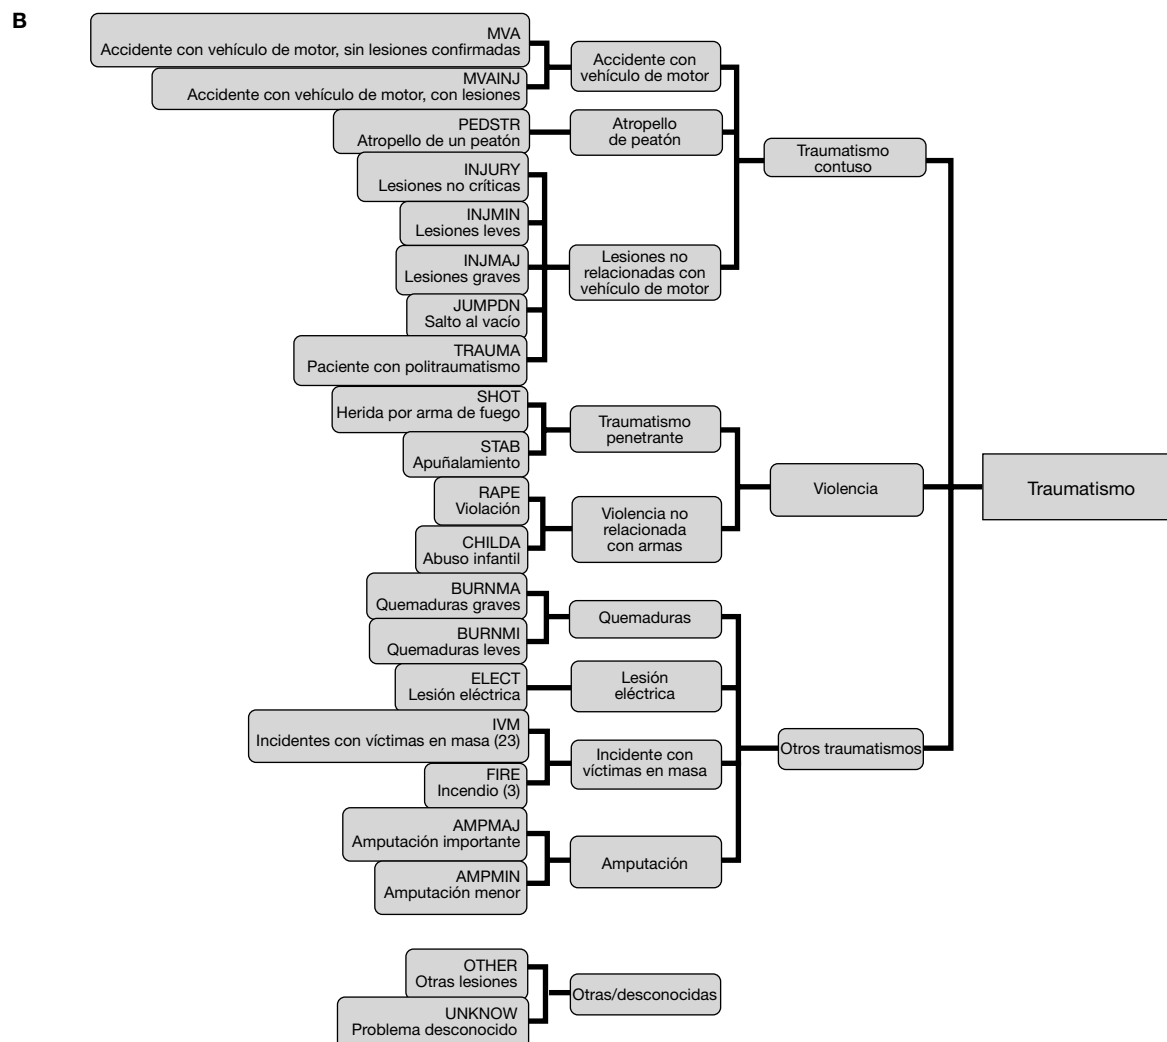 B
MVA
Accidente con vehículo de motor, sin lesiones confirmadas
MVAINJ
Accidente con vehículo de motor, con lesiones
Accidente con
vehículo de motor
PEDSTR
Atropello de un peatón
Atropello
de peatón
INJURY
Lesiones no críticas
INJMIN
Lesiones leves
INJMAJ
Lesiones graves
JUMPDN
Salto al vacío
TRAUMA
Paciente con politraumatismo
Lesiones no
relacionadas con
vehículo de motor
Traumatismo
contuso
SHOT
Herida por arma de fuego
STAB
Apuñalamiento
Traumatismo
penetrante
RAPE
Violación
CHILDA
Abuso infantil
Violencia no
relacionada
con armas
Violencia
Traumatismo
BURNMA
Quemaduras graves
BURNMI
Quemaduras leves
Quemaduras
ELECT
Lesión eléctrica
Lesión
eléctrica
IVM
Incidentes con víctimas en masa (23)
FIRE
Incendio (3)
Incidente con
víctimas en masa
Otros traumatismos
AMPMAJ
Amputación importante
AMPMIN
Amputación menor
Amputación
OTHER
Otras lesiones
UNKNOW
Problema desconocido
Otras/desconocidas